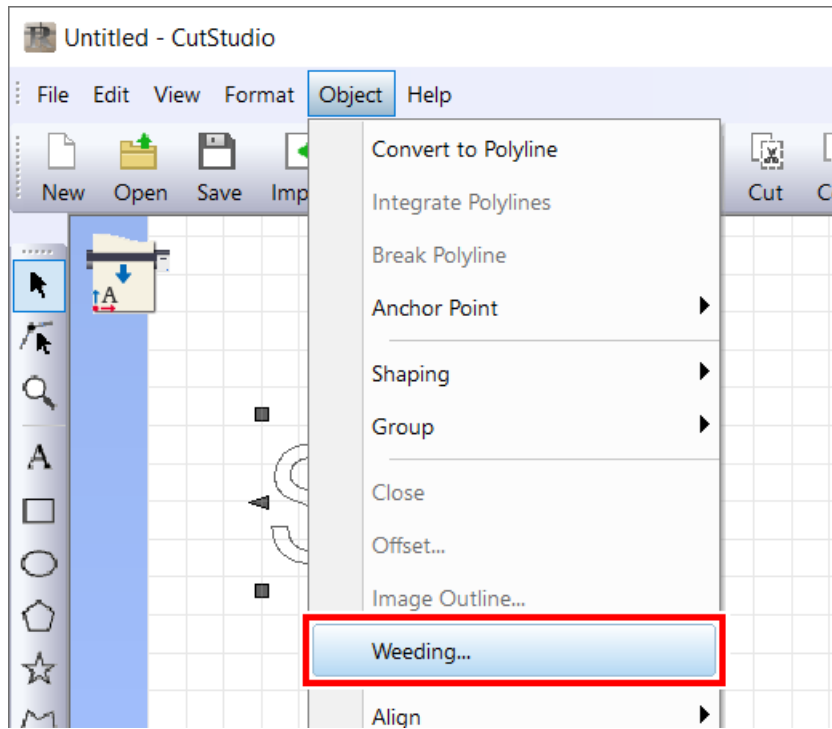 Untitled - CutStudio
File Edit View Format Object Help
New Open Save Imp Cut C
Convert to Polyline
Integrate Polylines
Break Polyline
Anchor Point
Shaping
Group
Close
Offset...
Image Outline...
Weeding...
Align
A
A
S